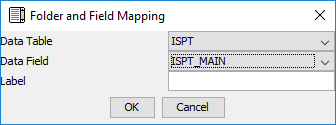 Folder and Field Mapping
Data Table ISPT
Data Field ISPT_MAIN
Label
OK Cancel